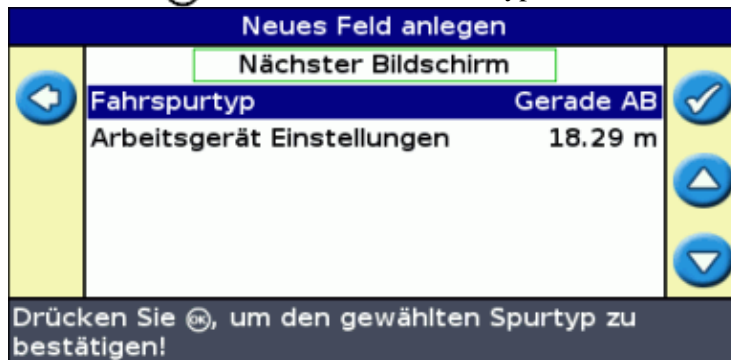 Neues Feld anlegen
Nächster Bildschirm
Fahrspurtyp Gerade AB
Arbeitsgerät Einstellungen 18.29 m
Drücken Sie OK, um den gewählten Spurtyp zu
bestätigen!